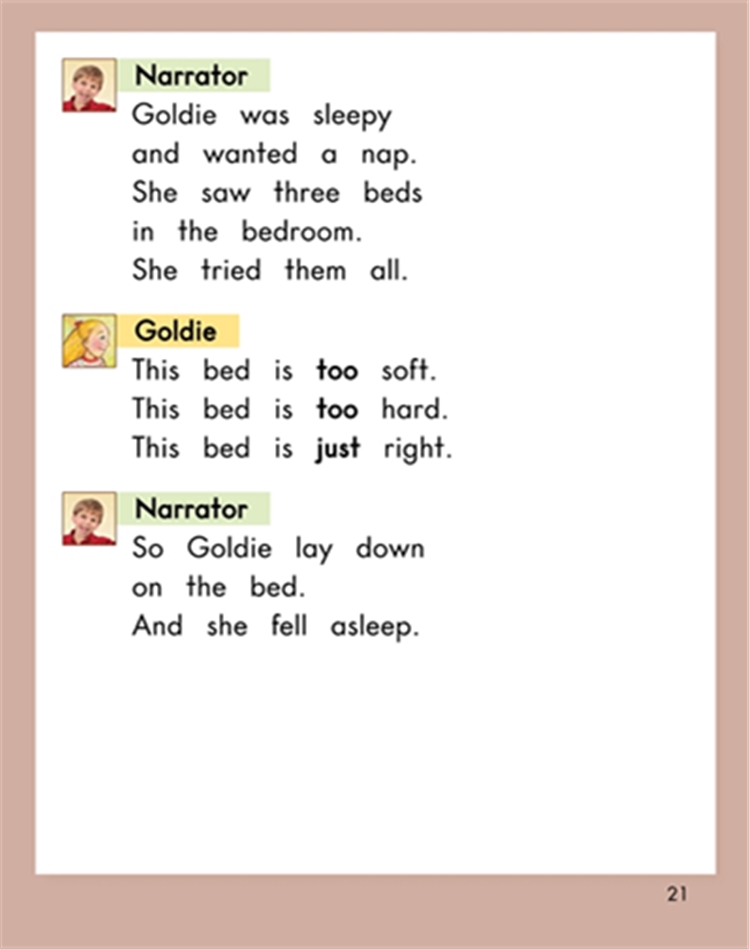 Narrator
Goldie was sleepy
and wanted a nap.
She saw three beds
in the bedroom.
She tried them all.
Goldie
This bed is too soft.
This bed is too hard.
This bed is just right.
Narrator
So Goldie lay down
on the bed.
And she fell asleep.
21